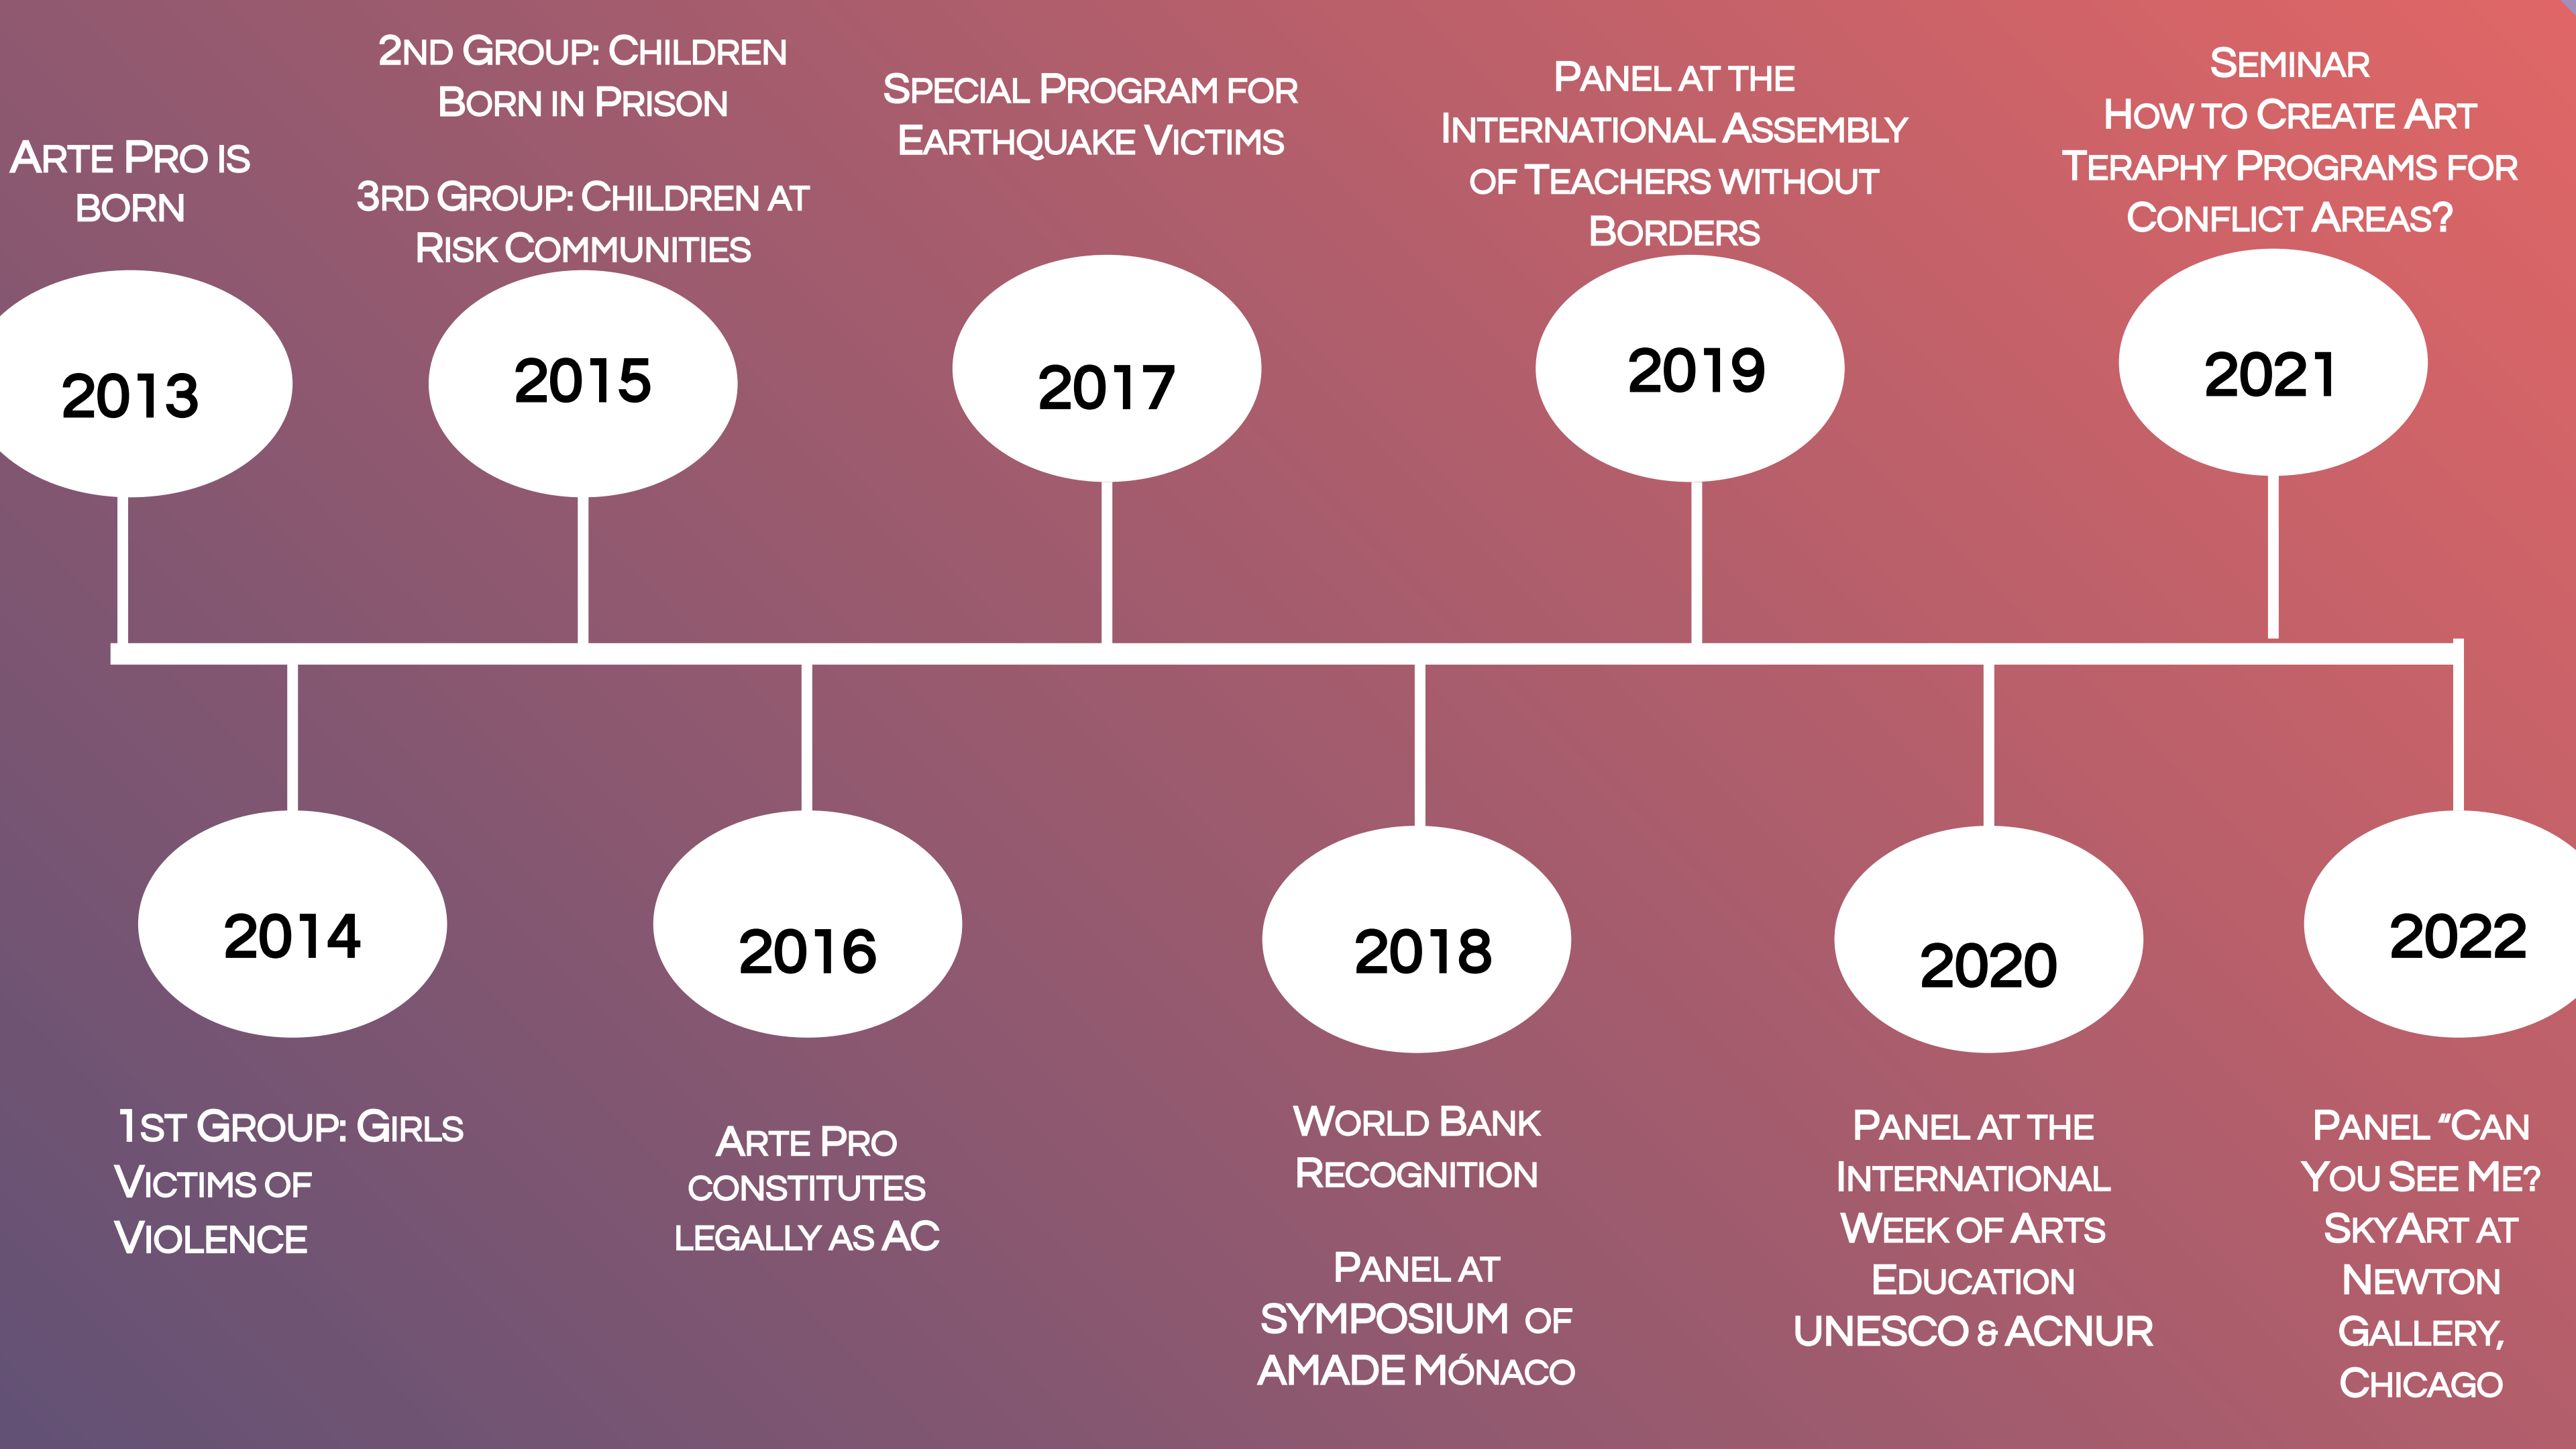 Arte Pro is
born
2013
2nd Group: Children
Born in Prison
3rd Group: Children at
Risk Communities
2015
Special Program for
Earthquake Victims
2017
Panel at the
International Assembly
of Teachers without
Borders
2019
Seminar
How to Create Art
Teraphy Programs for
Conflict Areas?
2021
2014
1st Group: Girls
Victims of
Violence
2016
Arte Pro
constitutes
legally as AC
2018
World Bank
Recognition
Panel at
SYMPOSIUM of
AMADE Mónaco
2020
Panel at the
International
Week of Arts
Education
UNESCO & ACNUR
2022
Panel “Can
You See Me?
SkyArt at
Newton
Gallery,
Chicago